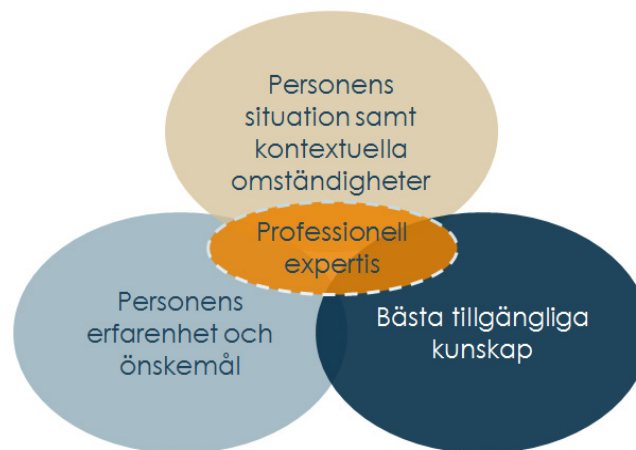 Personens
situation samt
kontextuella
omständigheter
Professionell
expertis
Personens
erfarenhet och
önskemål
Bästa tillgängliga
kunskap